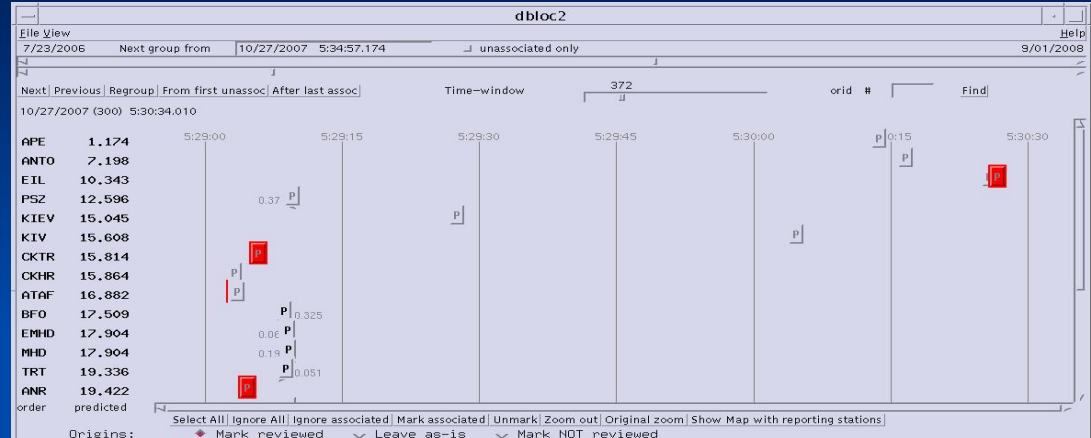 dbloc2
File View Help
7/23/2006 Next group from 10/27/2007 5:34:57.174 unassociated only 9/01/2008
Next Previous Regroup From first unassoc After last assoc Time-window 372 orid # Find
10/27/2007 (300) 5:30:34.010
5:29:00 5:29:15 5:29:30 5:29:45 5:30:00 0:15 5:30:30
APE 1.174 P
ANTO 7.198 P
EIL 10.343 P
PSZ 12.596 0.37 P
KIEV 15.045 P
KIV 15.608 P
CKTR 15.814 P
CKHR 15.864 P
ATAF 16.882 P
BFO 17.509 P 0.325
EMHD 17.904 P
MHD 17.904 0.19 P
TRT 19.336 P 0.051
ANR 19.422 P
order predicted
Select All Ignore All Ignore associated Mark associated Unmark Zoom out Original zoom Show Map with reporting stations
Origins: Mark reviewed Leave as-is Mark NOT reviewed